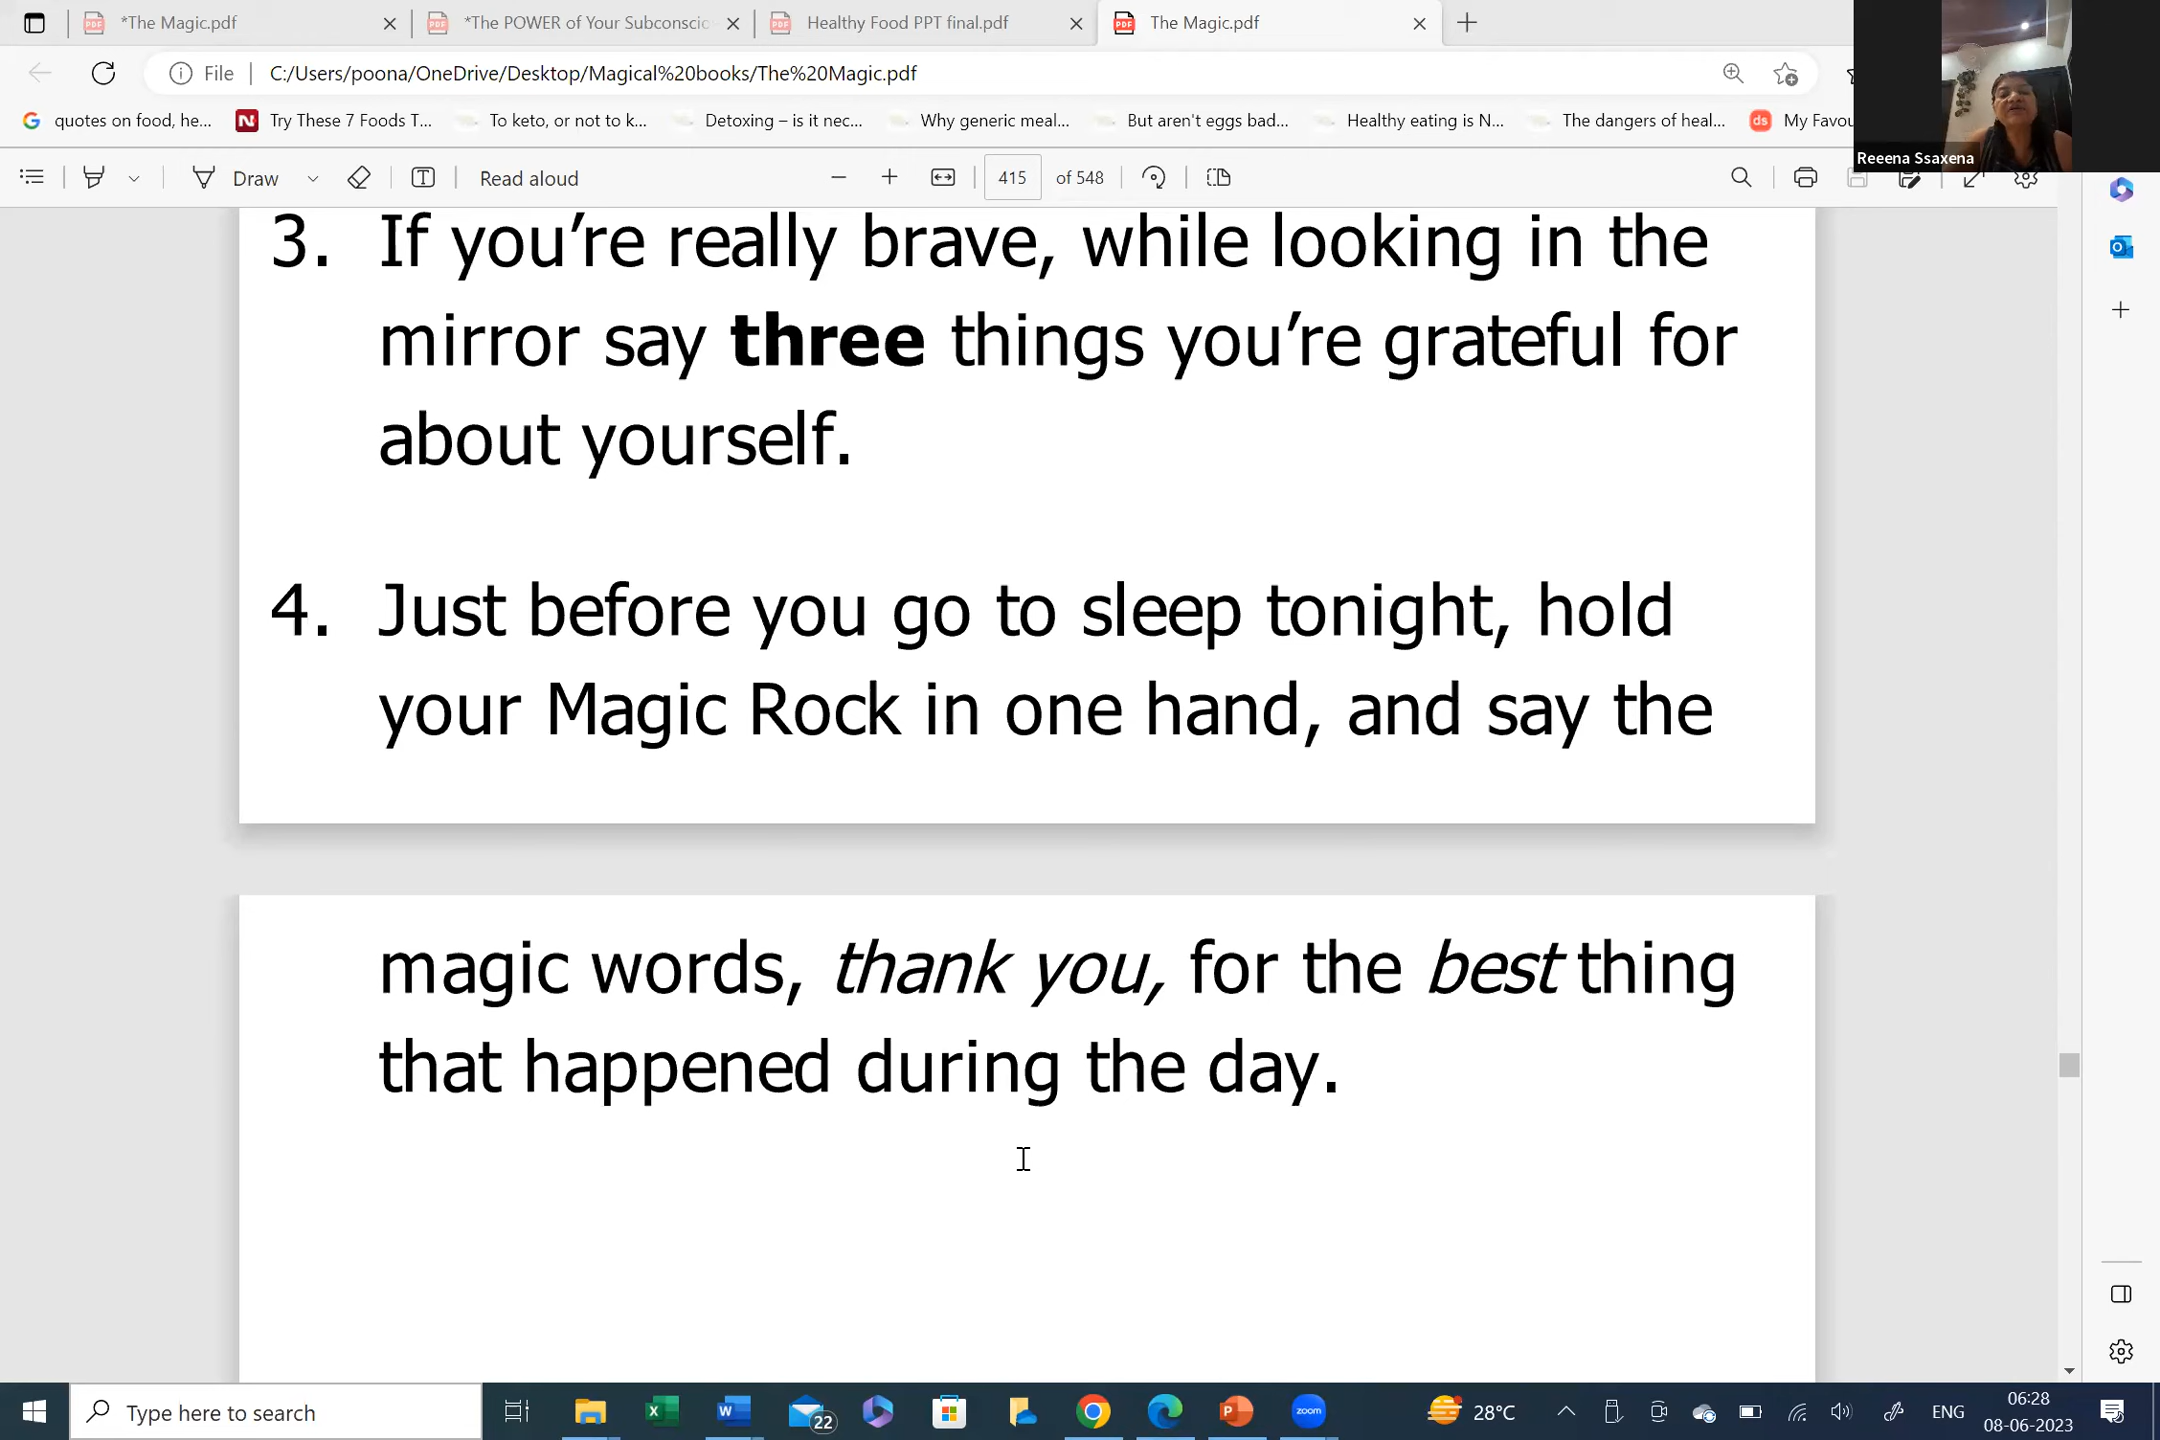 *The Magic.pdf
*The POWER of Your Subconscio
Healthy Food PPT final.pdf
The Magic.pdf
File
C:/Users/poona/OneDrive/Desktop/Magical%20books/The%20Magic.pdf
quotes on food, he...
Try These 7 Foods T...
To keto, or not to k...
Detoxing – is it nec...
Why generic meal...
But aren't eggs bad...
Healthy eating is N...
The dangers of heal...
My Favou
Reeena Ssaxena
Draw
Read aloud
415 of 548
3. If you’re really brave, while looking in the
mirror say three things you’re grateful for
about yourself.
4. Just before you go to sleep tonight, hold
your Magic Rock in one hand, and say the
magic words, thank you, for the best thing
that happened during the day.
Type here to search
22
zoom
28°C
ENG
06:28
08-06-2023